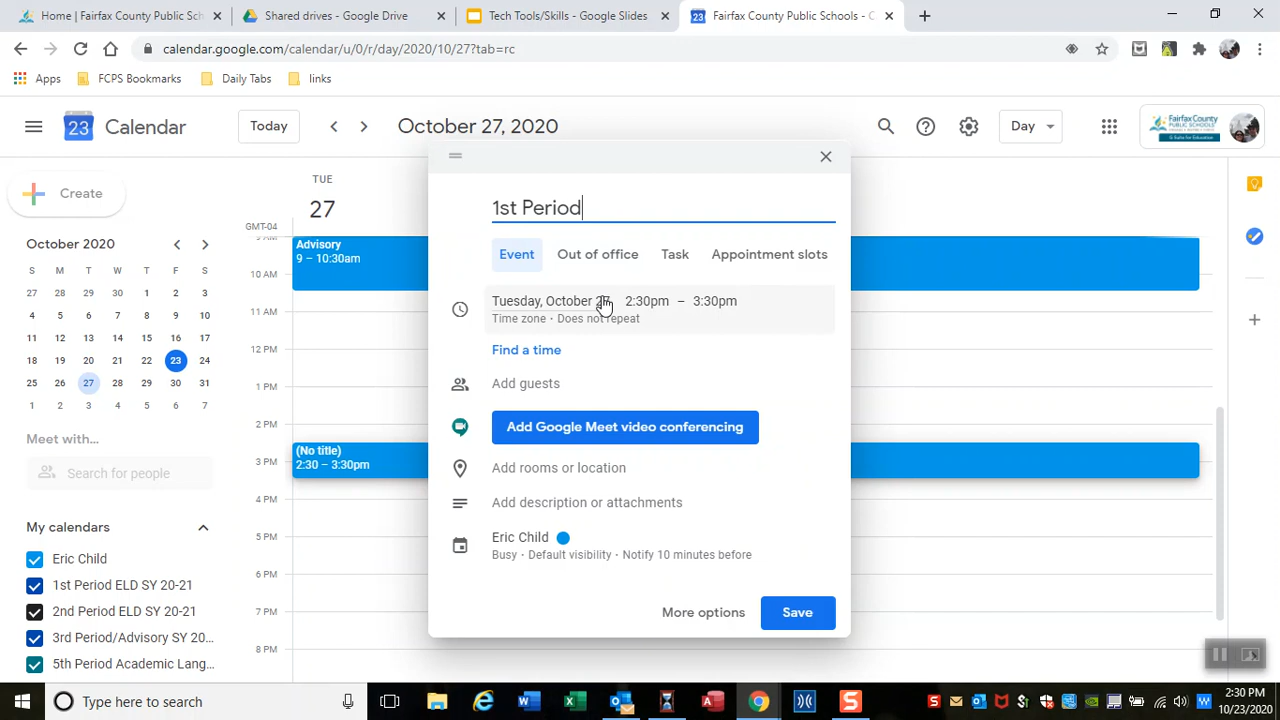 Fairfax County Public Sch
Shared drives - Google Drive
Tech Tools/Skills - Google Slides
Fairfax County Public Schools - C
calendar.google.com/calendar/u/0/r/day/2020/10/27?tab=rc
Apps
FCPS Bookmarks
Daily Tabs
links
23
Calendar
Today
October 27, 2020
Day
Fairfax County
PUBLIC SCHOOLS
G Suite for Education
Create
TUE
27
GMT-04
1st Period
October 2020
S M T W T F S
27 28 29 30 1 2 3
4 5 6 7 8 9 10
11 12 13 14 15 16 17
18 19 20 21 22 23 24
25 26 27 28 29 30 31
1 2 3 4 5 6 7
Advisory
9 – 10:30am
9 AM
10 AM
11 AM
12 PM
1 PM
2 PM
3 PM
4 PM
5 PM
6 PM
7 PM
8 PM
(No title)
2:30 – 3:30pm
Event
Out of office
Task
Appointment slots
Tuesday, October 27 2:30pm – 3:30pm
Time zone · Does not repeat
Find a time
Add guests
Add Google Meet video conferencing
Add rooms or location
Add description or attachments
Eric Child
Busy · Default visibility · Notify 10 minutes before
More options
Save
Meet with...
Search for people
My calendars
Eric Child
1st Period ELD SY 20-21
2nd Period ELD SY 20-21
3rd Period/Advisory SY 20...
5th Period Academic Lang...
Type here to search
2:30 PM
10/23/2020